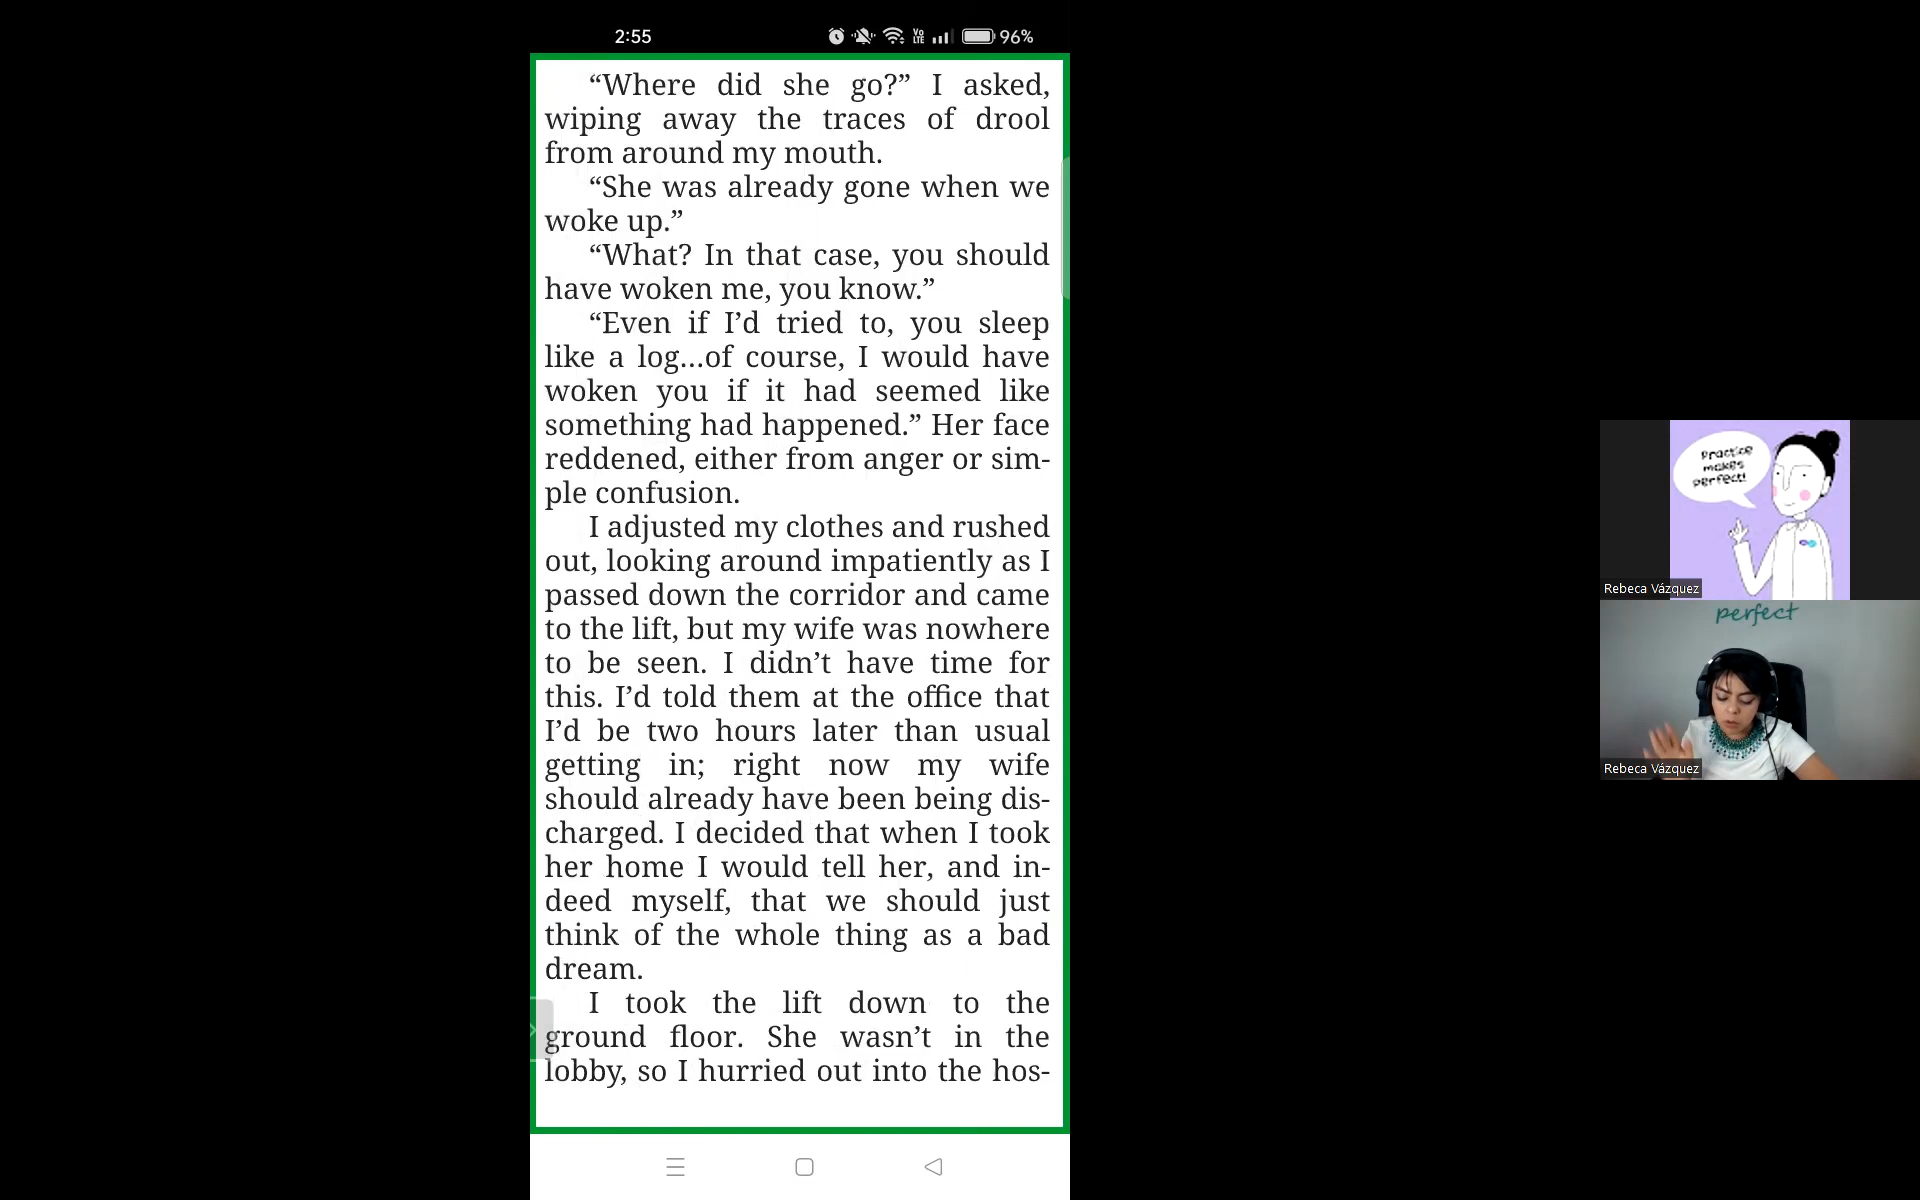 2:55
Vo
LTE
96%
“Where did she go?” I asked,
wiping away the traces of drool
from around my mouth.
“She was already gone when we
woke up.”
“What? In that case, you should
have woken me, you know.”
“Even if I’d tried to, you sleep
like a log...of course, I would have
woken you if it had seemed like
something had happened.” Her face
reddened, either from anger or sim-
ple confusion.
I adjusted my clothes and rushed
out, looking around impatiently as I
passed down the corridor and came
to the lift, but my wife was nowhere
to be seen. I didn’t have time for
this. I’d told them at the office that
I’d be two hours later than usual
getting in; right now my wife
should already have been being dis-
charged. I decided that when I took
her home I would tell her, and in-
deed myself, that we should just
think of the whole thing as a bad
dream.
I took the lift down to the
ground floor. She wasn’t in the
lobby, so I hurried out into the hos-
Practice
makes
perfect!
Rebeca Vázquez
perfect
Rebeca Vázquez